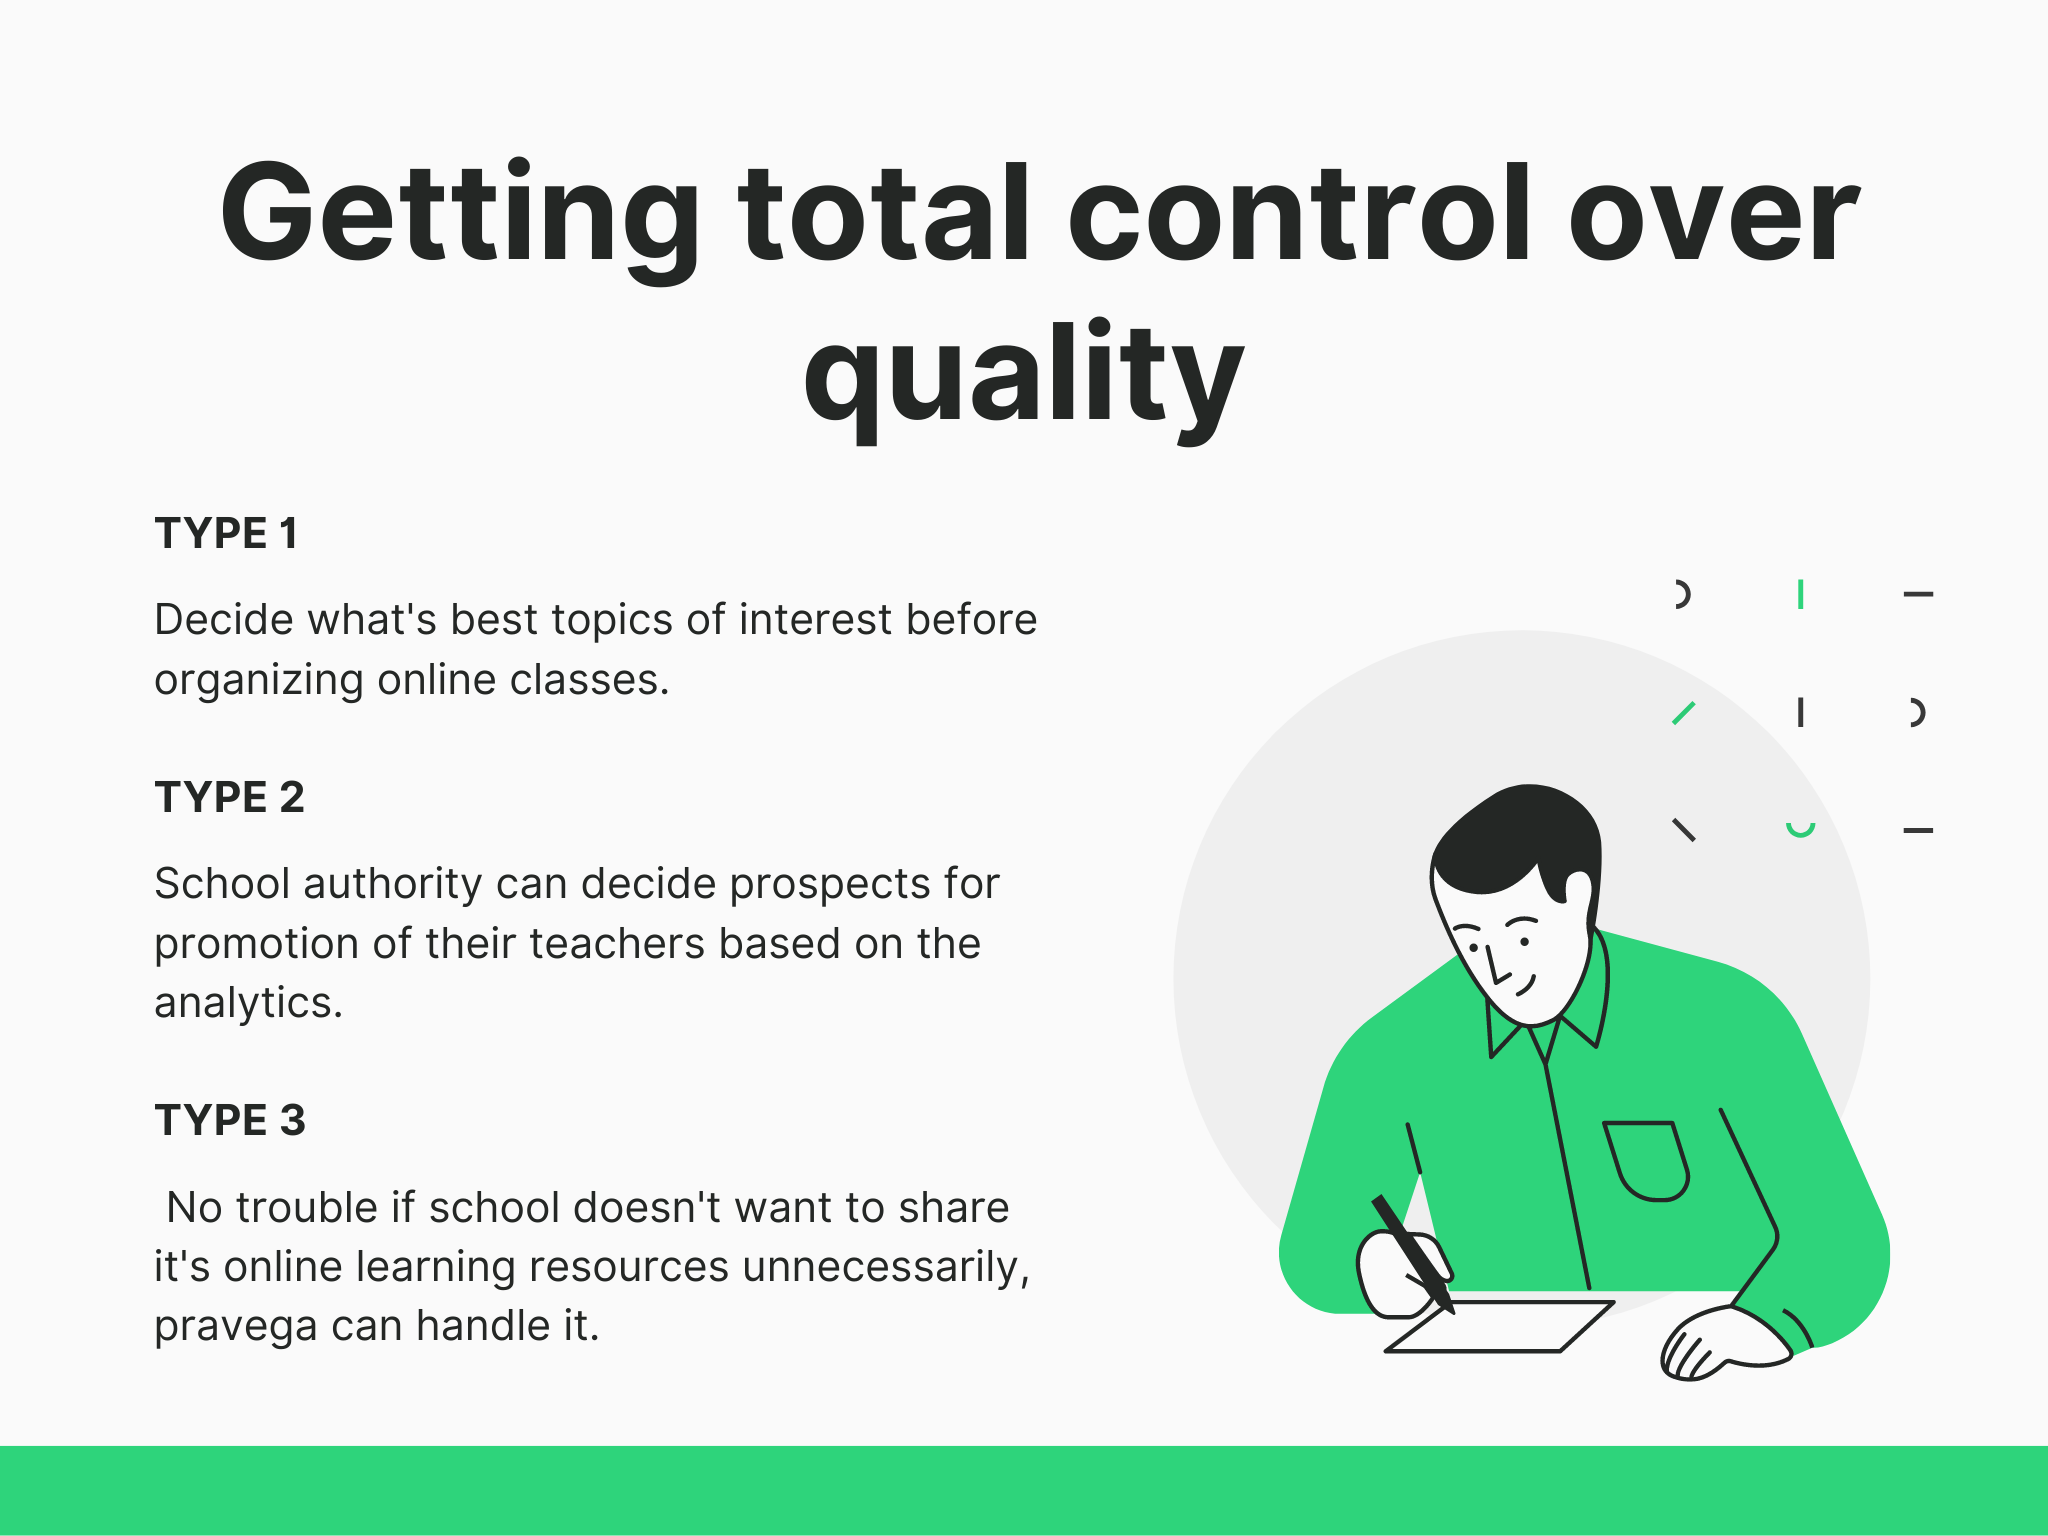 Getting total control over
quality
TYPE 1
Decide what's best topics of interest before
organizing online classes.
TYPE 2
School authority can decide prospects for
promotion of their teachers based on the
analytics.
TYPE 3
No trouble if school doesn't want to share
it's online learning resources unnecessarily,
pravega can handle it.